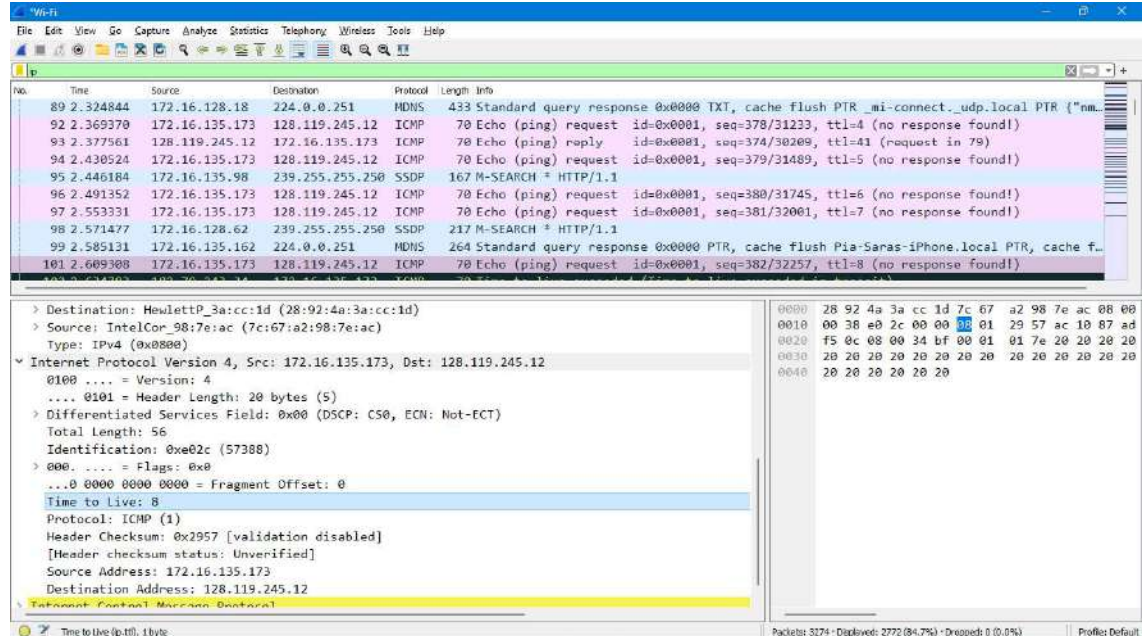 *Wi-Fi
File Edit View Go Capture Analyze Statistics Telephony Wireless Tools Help
ip
No. Time Source Destination Protocol Length Info
89 2.324844 172.16.128.18 224.0.0.251 MDNS 433 Standard query response 0x0000 TXT, cache flush PTR _mi-connect._udp.local PTR {"nm…
92 2.369370 172.16.135.173 128.119.245.12 ICMP 70 Echo (ping) request id=0x0001, seq=378/31233, ttl=4 (no response found!)
93 2.377561 128.119.245.12 172.16.135.173 ICMP 70 Echo (ping) reply id=0x0001, seq=374/30209, ttl=41 (request in 79)
94 2.430524 172.16.135.173 128.119.245.12 ICMP 70 Echo (ping) request id=0x0001, seq=379/31489, ttl=5 (no response found!)
95 2.446184 172.16.135.98 239.255.255.250 SSDP 167 M-SEARCH * HTTP/1.1
96 2.491352 172.16.135.173 128.119.245.12 ICMP 70 Echo (ping) request id=0x0001, seq=380/31745, ttl=6 (no response found!)
97 2.553331 172.16.135.173 128.119.245.12 ICMP 70 Echo (ping) request id=0x0001, seq=381/32001, ttl=7 (no response found!)
98 2.571477 172.16.128.62 239.255.255.250 SSDP 217 M-SEARCH * HTTP/1.1
99 2.585131 172.16.135.162 224.0.0.251 MDNS 264 Standard query response 0x0000 PTR, cache flush Pia-Saras-iPhone.local PTR, cache f…
101 2.609308 172.16.135.173 128.119.245.12 ICMP 70 Echo (ping) request id=0x0001, seq=382/32257, ttl=8 (no response found!)
> Destination: HewlettP_3a:cc:1d (28:92:4a:3a:cc:1d)
> Source: IntelCor_98:7e:ac (7c:67:a2:98:7e:ac)
Type: IPv4 (0x0800)
Internet Protocol Version 4, Src: 172.16.135.173, Dst: 128.119.245.12
0100 .... = Version: 4
.... 0101 = Header Length: 20 bytes (5)
> Differentiated Services Field: 0x00 (DSCP: CS0, ECN: Not-ECT)
Total Length: 56
Identification: 0xe02c (57388)
> 000. .... = Flags: 0x0
...0 0000 0000 0000 = Fragment Offset: 0
Time to Live: 8
Protocol: ICMP (1)
Header Checksum: 0x2957 [validation disabled]
[Header checksum status: Unverified]
Source Address: 172.16.135.173
Destination Address: 128.119.245.12
> Internet Control Message Protocol
0000 28 92 4a 3a cc 1d 7c 67 a2 98 7e ac 08 00
0010 00 38 e0 2c 00 00 08 01 29 57 ac 10 87 ad
0020 f5 0c 08 00 34 bf 00 01 01 7e 20 20 20 20
0030 20 20 20 20 20 20 20 20 20 20 20 20 20 20
0040 20 20 20 20 20 20
Time to Live (ip.ttl), 1 byte
Packets: 3274 · Displayed: 2772 (84.7%) · Dropped: 0 (0.0%)
Profile: Default